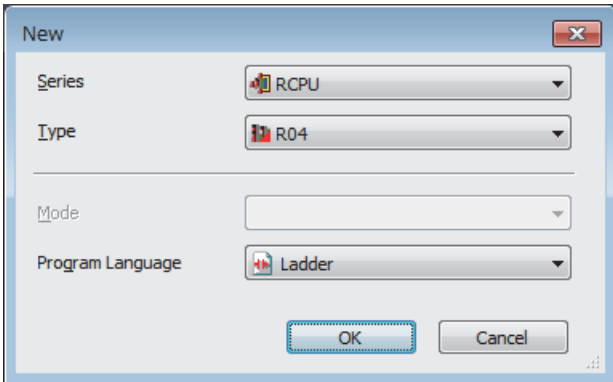 New
Series
RCPU
Type
R04
Mode
Program Language
Ladder
OK
Cancel